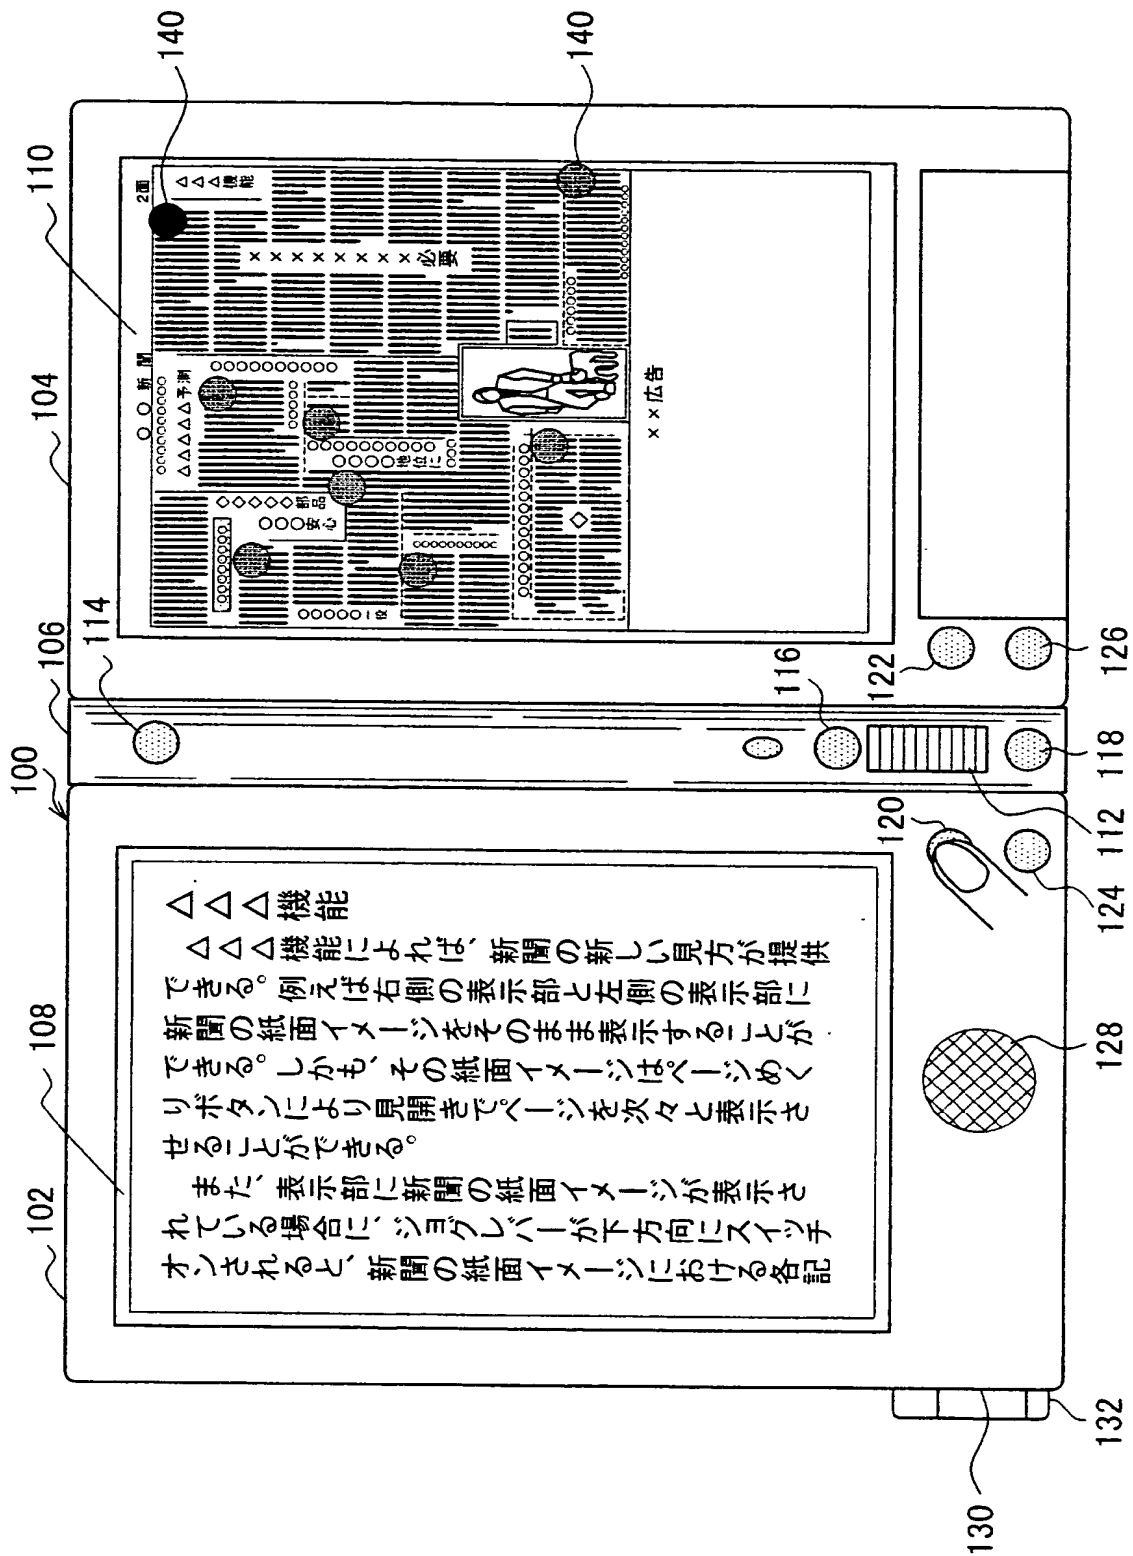 100
102
108
106
114
104
110
140
140
△△△機能
△△△機能によれば、新聞の新しい見方が提供
できる。例えば右側の表示部と左側の表示部に
新聞の紙面イメージをそのまま表示することが
できる。しかも、その紙面イメージはページめく
りボタンにより見開きでページを次々と表示さ
せることができる。
また、表示部に新聞の紙面イメージが表示さ
れている場合に、ジョグレバーが下方向にスイッチ
オンされると、新聞の紙面イメージにおける各記
○○新聞
2面
△△△機能
××××××××必要
△△△△△予測
○○○○地位に
◇◇◇◇◇部品
○○○安心
○○○○○一役
××広告
120
116
122
130
132
128
124
112
118
126